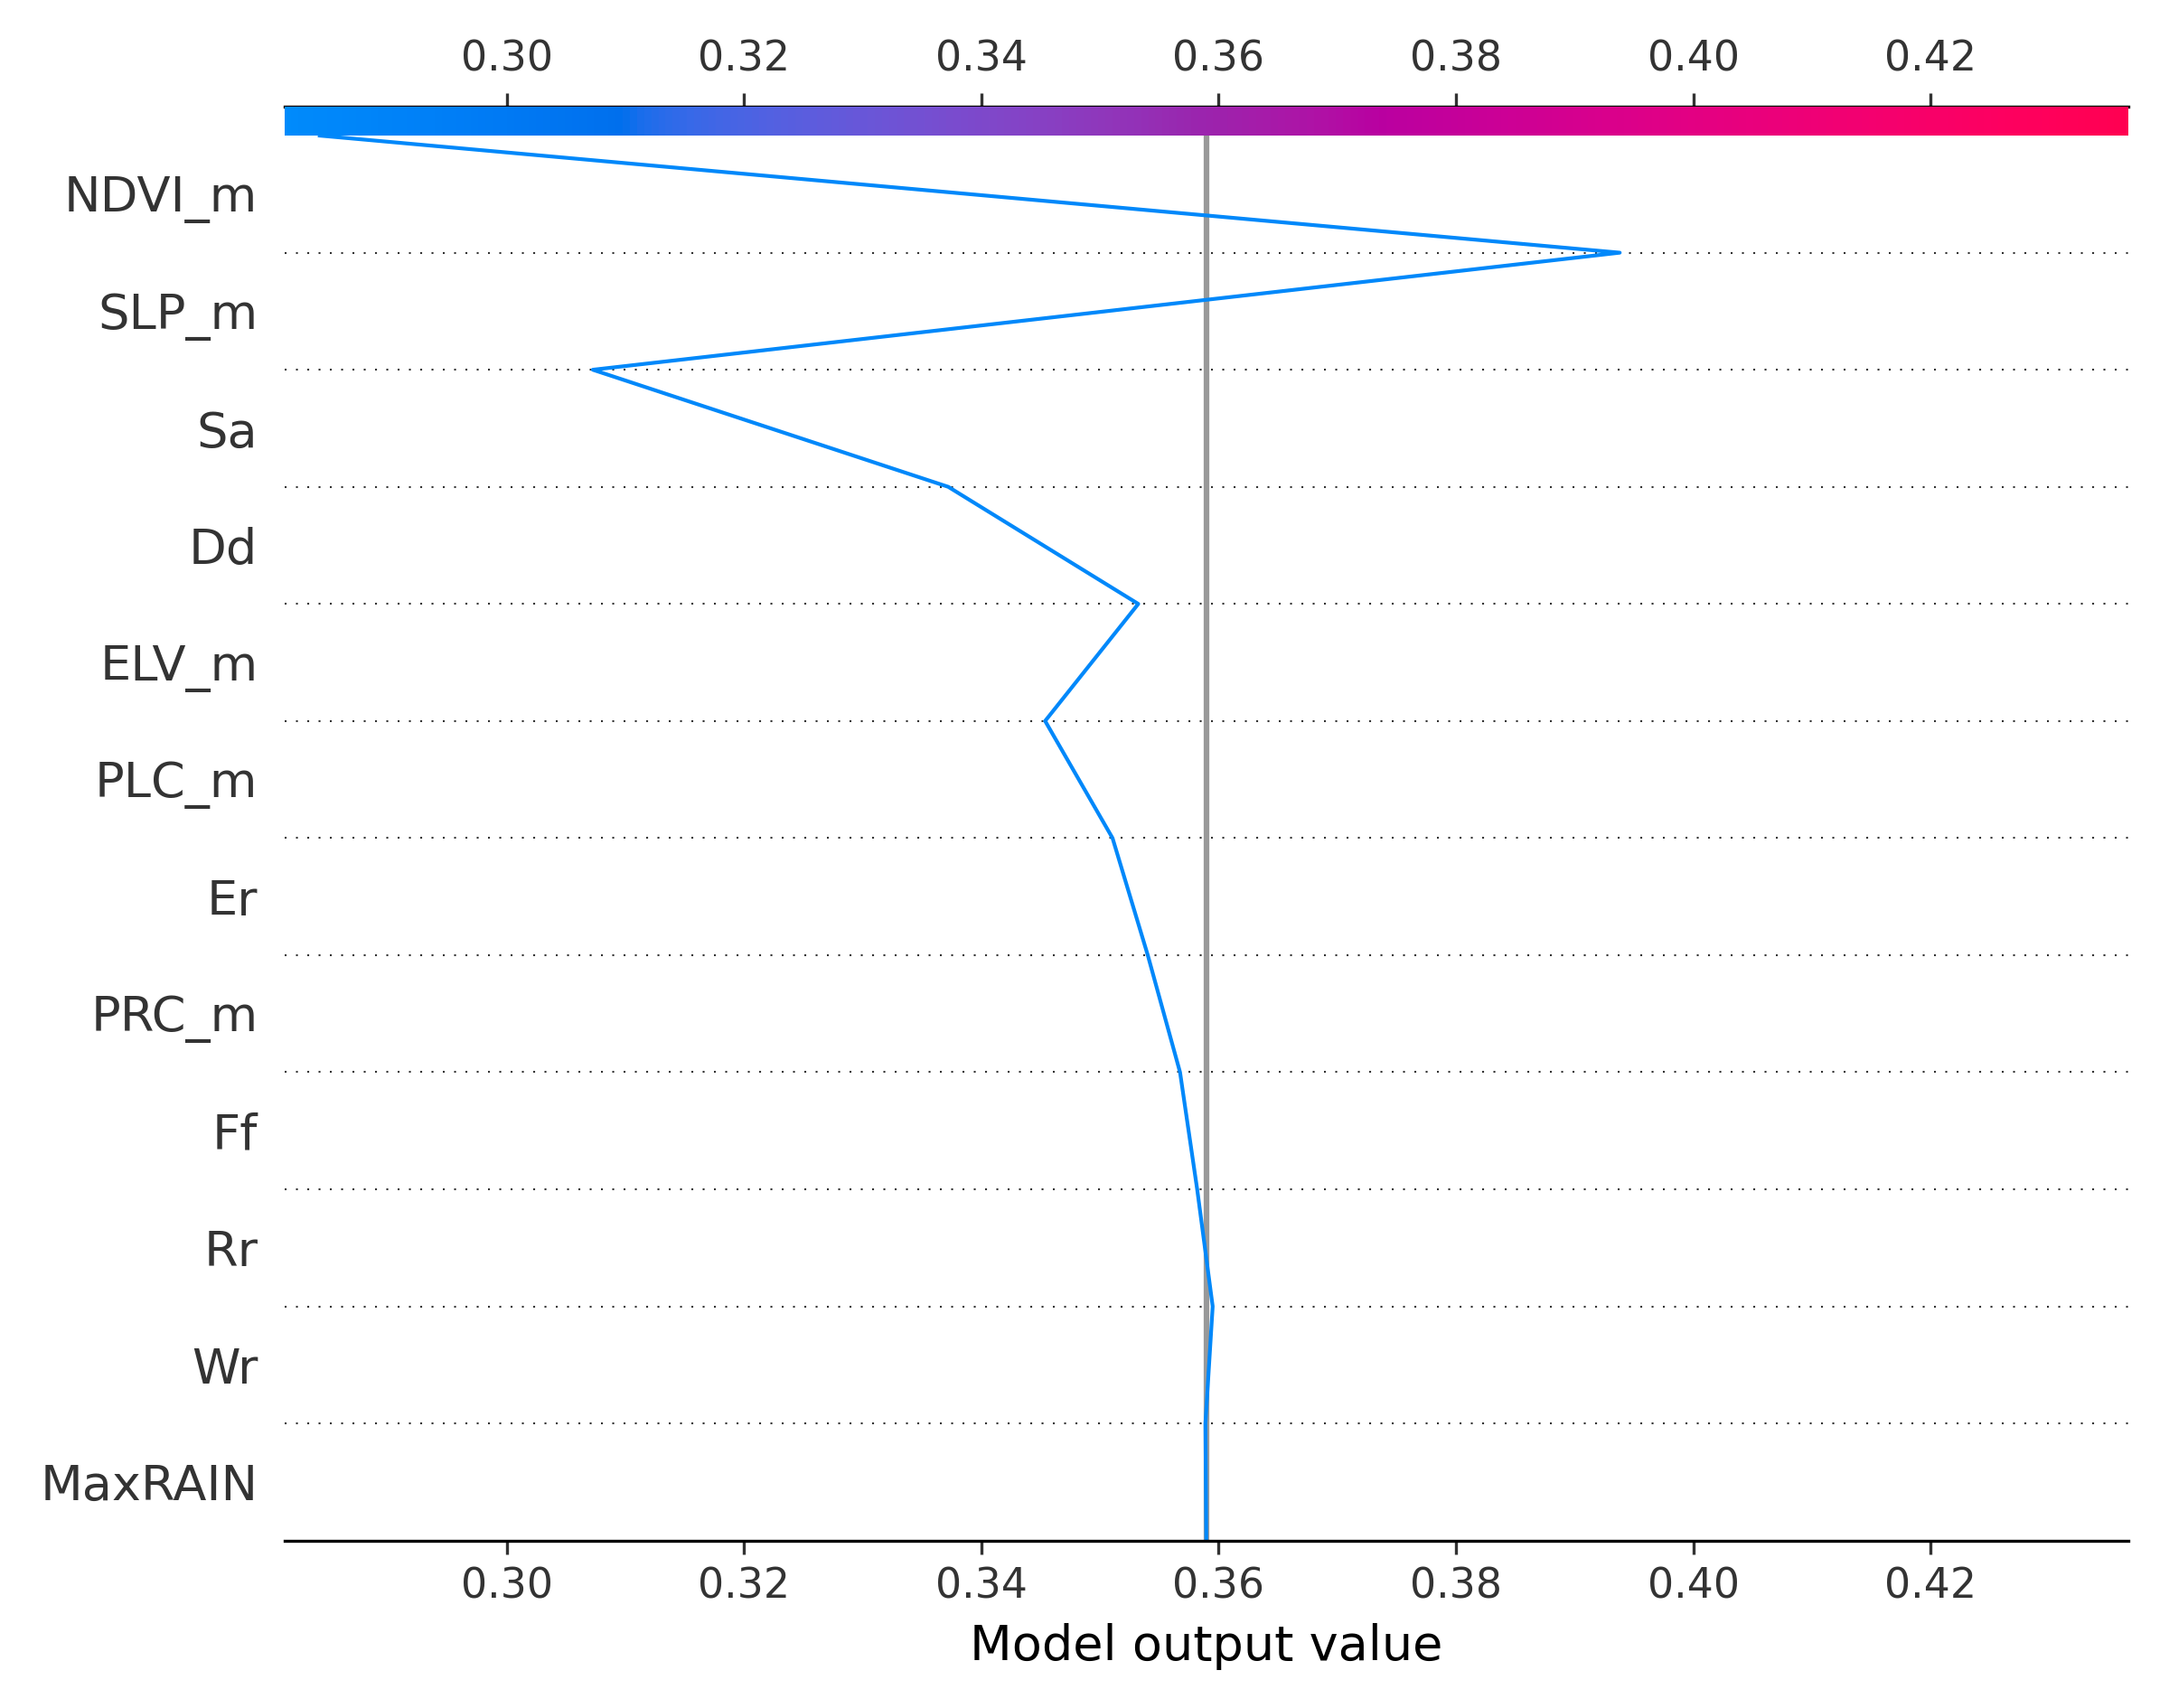 0.30 0.32 0.34 0.36 0.38 0.40 0.42
NDVI_m
SLP_m
Sa
Dd
ELV_m
PLC_m
Er
PRC_m
Ff
Rr
Wr
MaxRAIN
0.30 0.32 0.34 0.36 0.38 0.40 0.42
Model output value